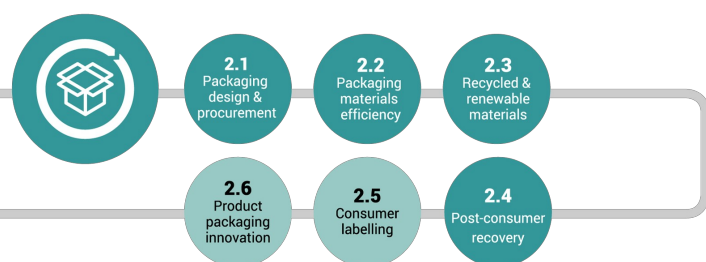 2.1
Packaging
design &
procurement
2.2
Packaging
materials
efficiency
2.3
Recycled &
renewable
materials
2.4
Post-consumer
recovery
2.5
Consumer
labelling
2.6
Product
packaging
innovation